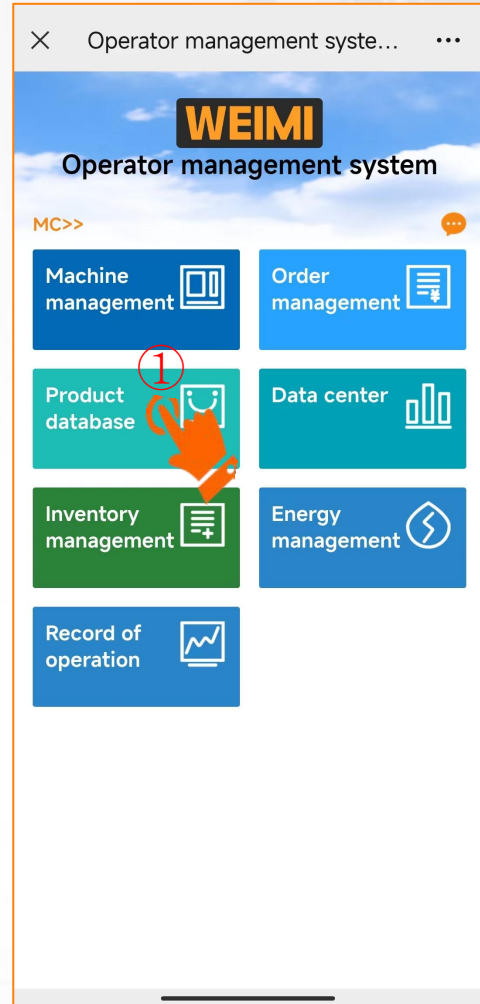 Operator management syste...
WEIMI
Operator management system
MC>>
Machine
management
Order
management
①
Product
database
Data center
Inventory
management
Energy
management
Record of
operation